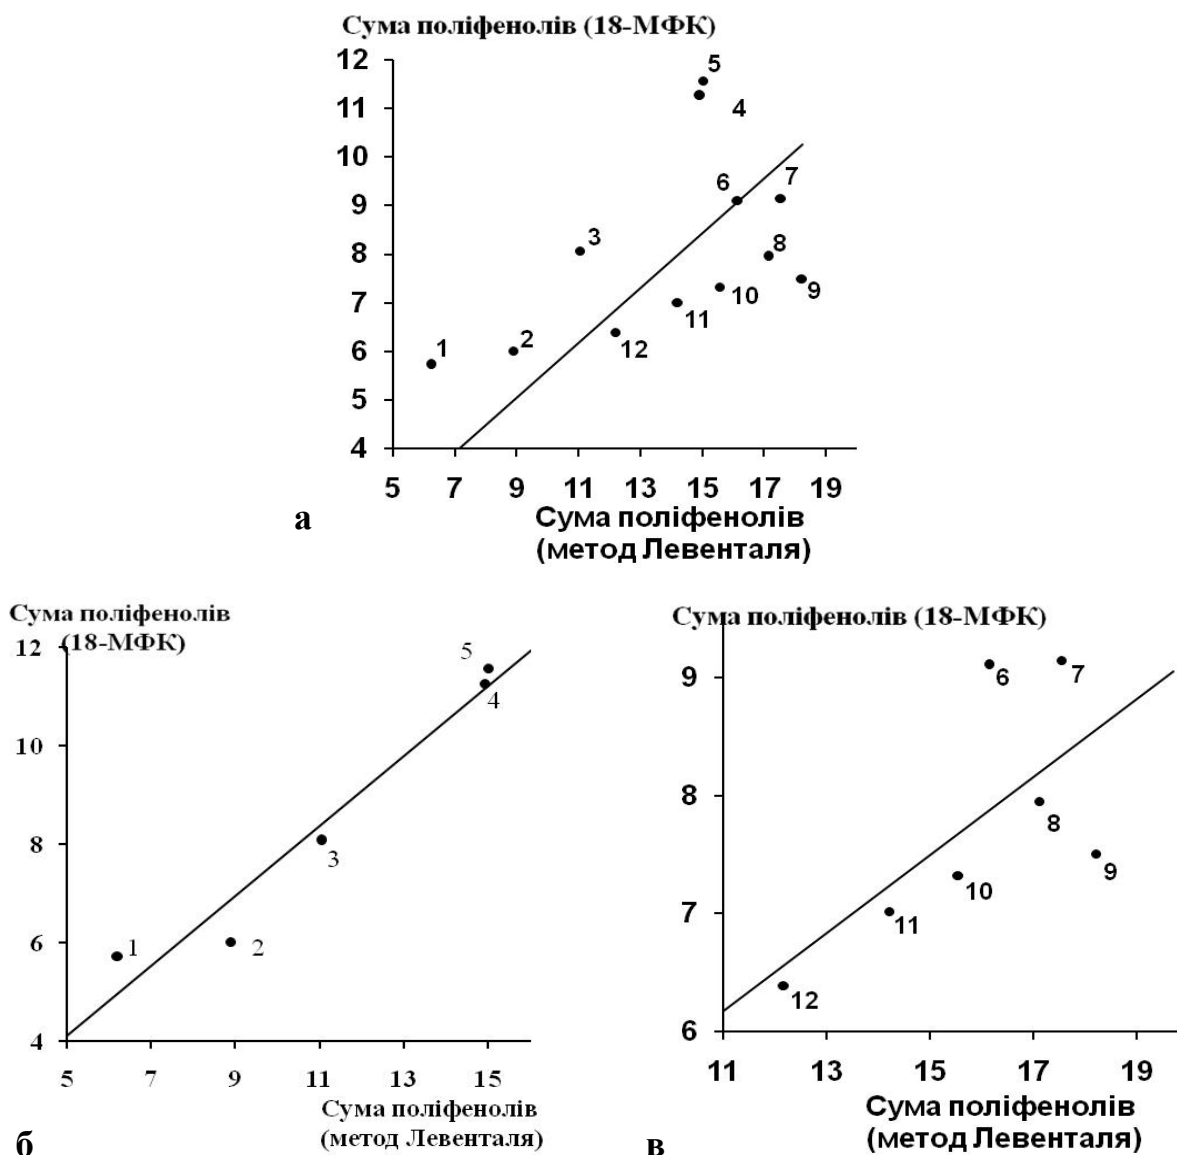 Сума поліфенолів (18-МФК)
12
11
10
9
8
7
6
5
4
5
4
6
7
3
8
9
10
11
12
2
1
5 7 9 11 13 15 17 19
а
Сума поліфенолів
(метод Левенталя)
Сума поліфенолів
(18-МФК)
12
10
8
6
4
5
4
3
2
1
5 7 9 11 13 15
Сума поліфенолів
(метод Левенталя)
б
Сума поліфенолів (18-МФК)
9
8
7
6
6
7
8
9
10
11
12
11 13 15 17 19
Сума поліфенолів
(метод Левенталя)
в